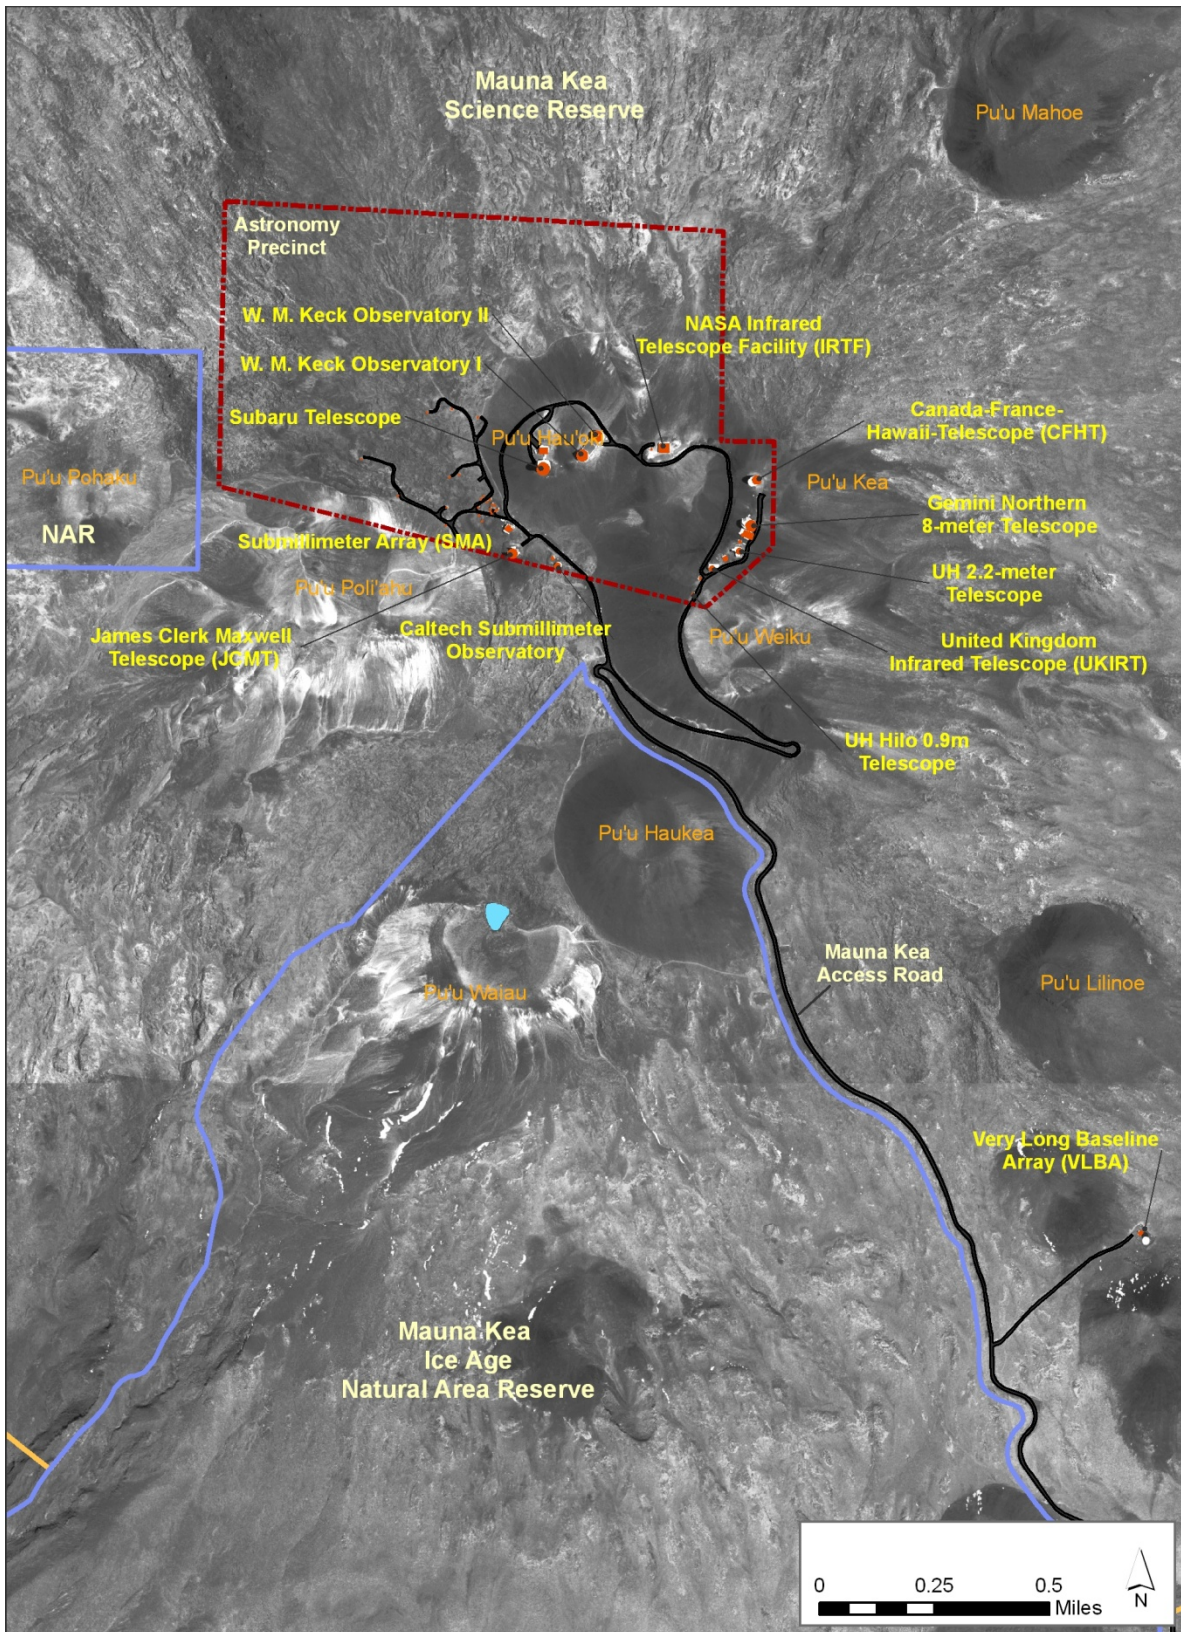 Mauna Kea
Science Reserve
Pu'u Mahoe
Astronomy
Precinct
W. M. Keck Observatory II
NASA Infrared
Telescope Facility (IRTF)
W. M. Keck Observatory I
Subaru Telescope
Canada-France-
Hawaii-Telescope (CFHT)
Pu'u Hau'oki
Pu'u Pohaku
Pu'u Kea
NAR
Gemini Northern
8-meter Telescope
Submillimeter Array (SMA)
UH 2.2-meter
Telescope
Pu'u Poli'ahu
James Clerk Maxwell
Telescope (JCMT)
Caltech Submillimeter
Observatory
Pu'u Weiku
United Kingdom
Infrared Telescope (UKIRT)
UH Hilo 0.9m
Telescope
Pu'u Haukea
Mauna Kea
Access Road
Pu'u Waiau
Pu'u Lilinoe
Very Long Baseline
Array (VLBA)
Mauna Kea
Ice Age
Natural Area Reserve
0 0.25 0.5
Miles
N